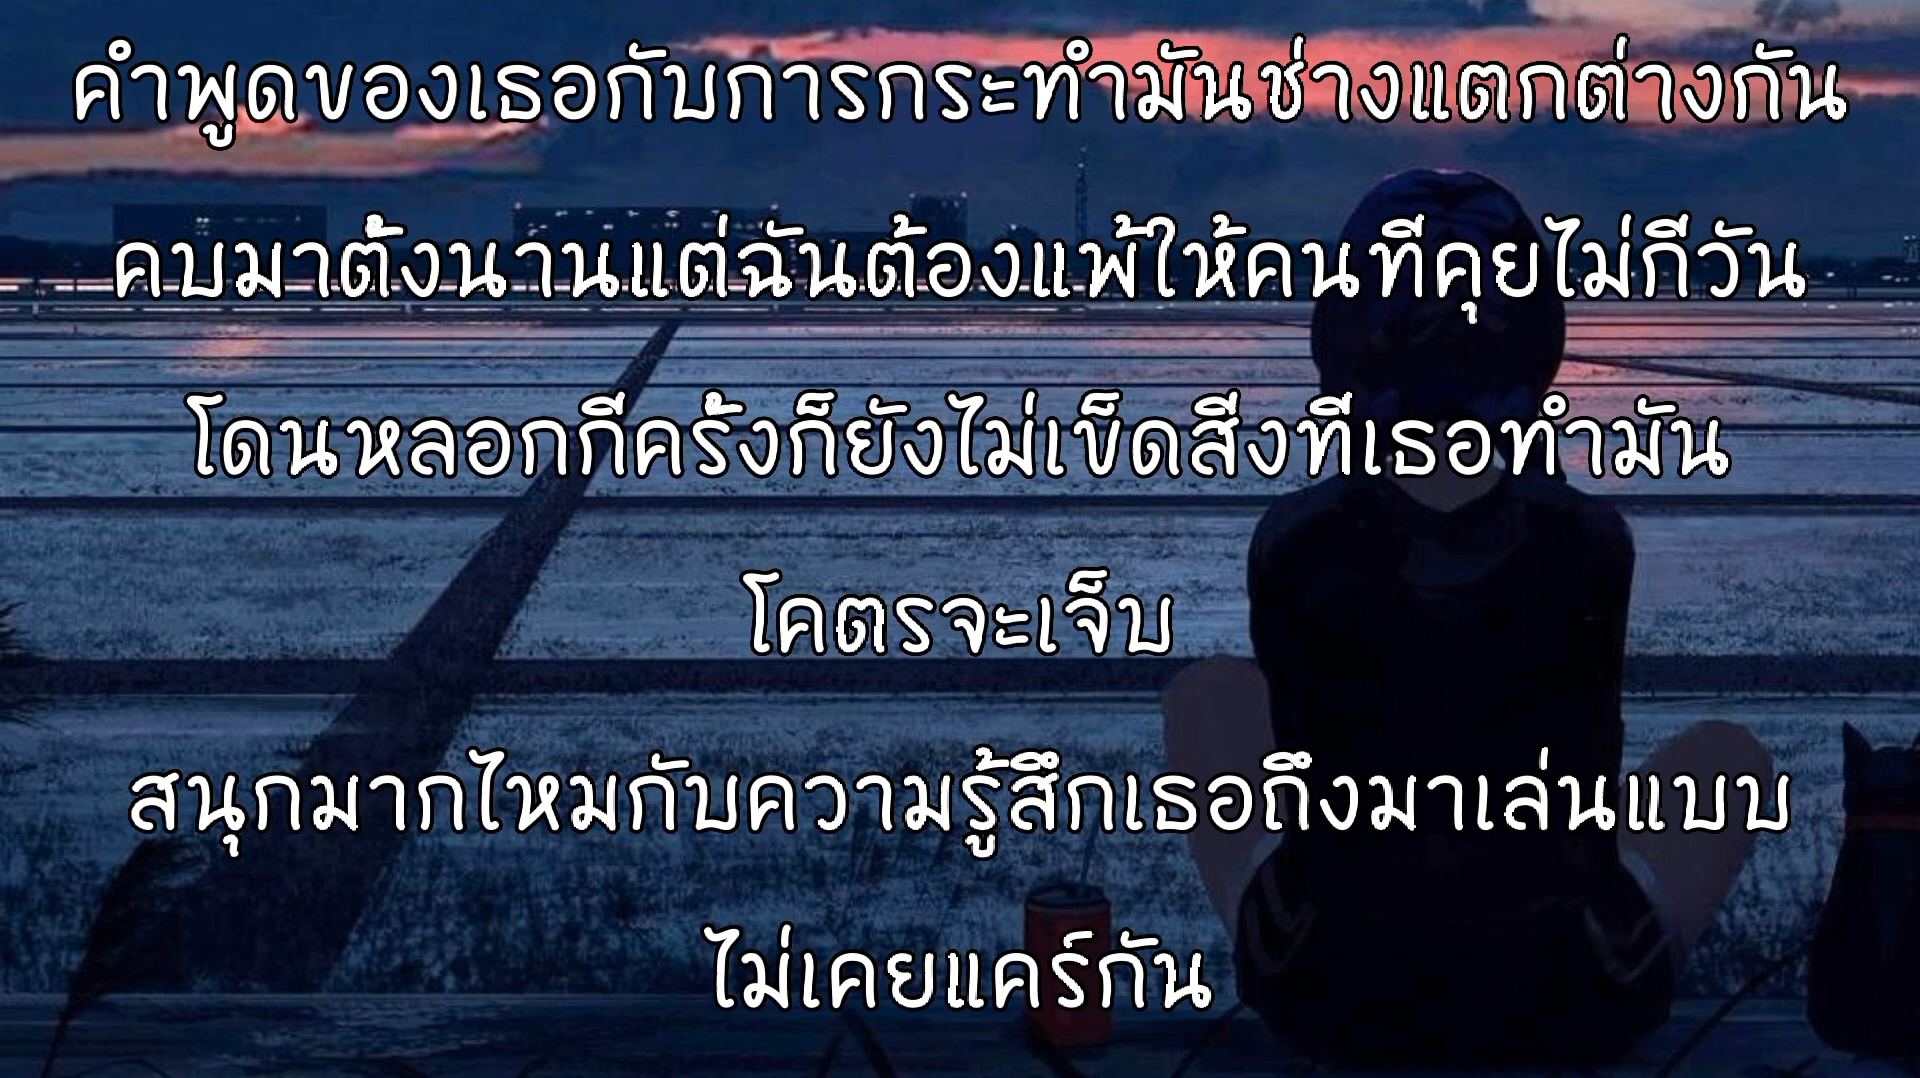 คำพูดของเธอกับการกระทำมันช่างแตกต่างกัน
คบมาตั้งนานแต่ฉันต้องแพ้ให้คนที่คุยไม่กี่วัน
โดนหลอกกี่ครั้งก็ยังไม่เข็ดสิ่งที่เธอทำมัน
โคตรจะเจ็บ
สนุกมากไหมกับความรู้สึกเธอถึงมาเล่นแบบ
ไม่เคยแคร์กัน